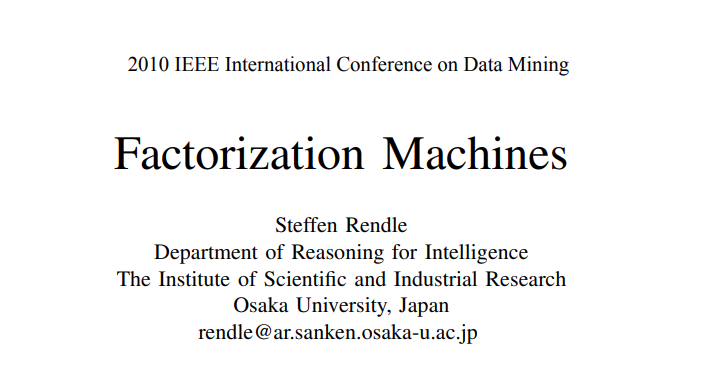 2010 IEEE International Conference on Data Mining
Factorization Machines
Steffen Rendle
Department of Reasoning for Intelligence
The Institute of Scientific and Industrial Research
Osaka University, Japan
rendle@ar.sanken.osaka-u.ac.jp